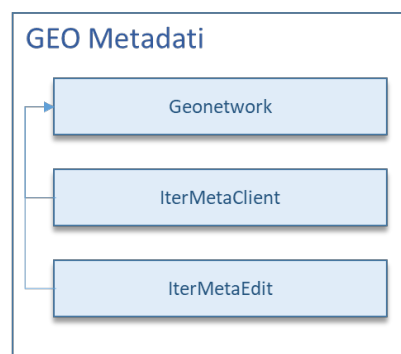 GEO Metadati
Geonetwork
IterMetaClient
IterMetaEdit